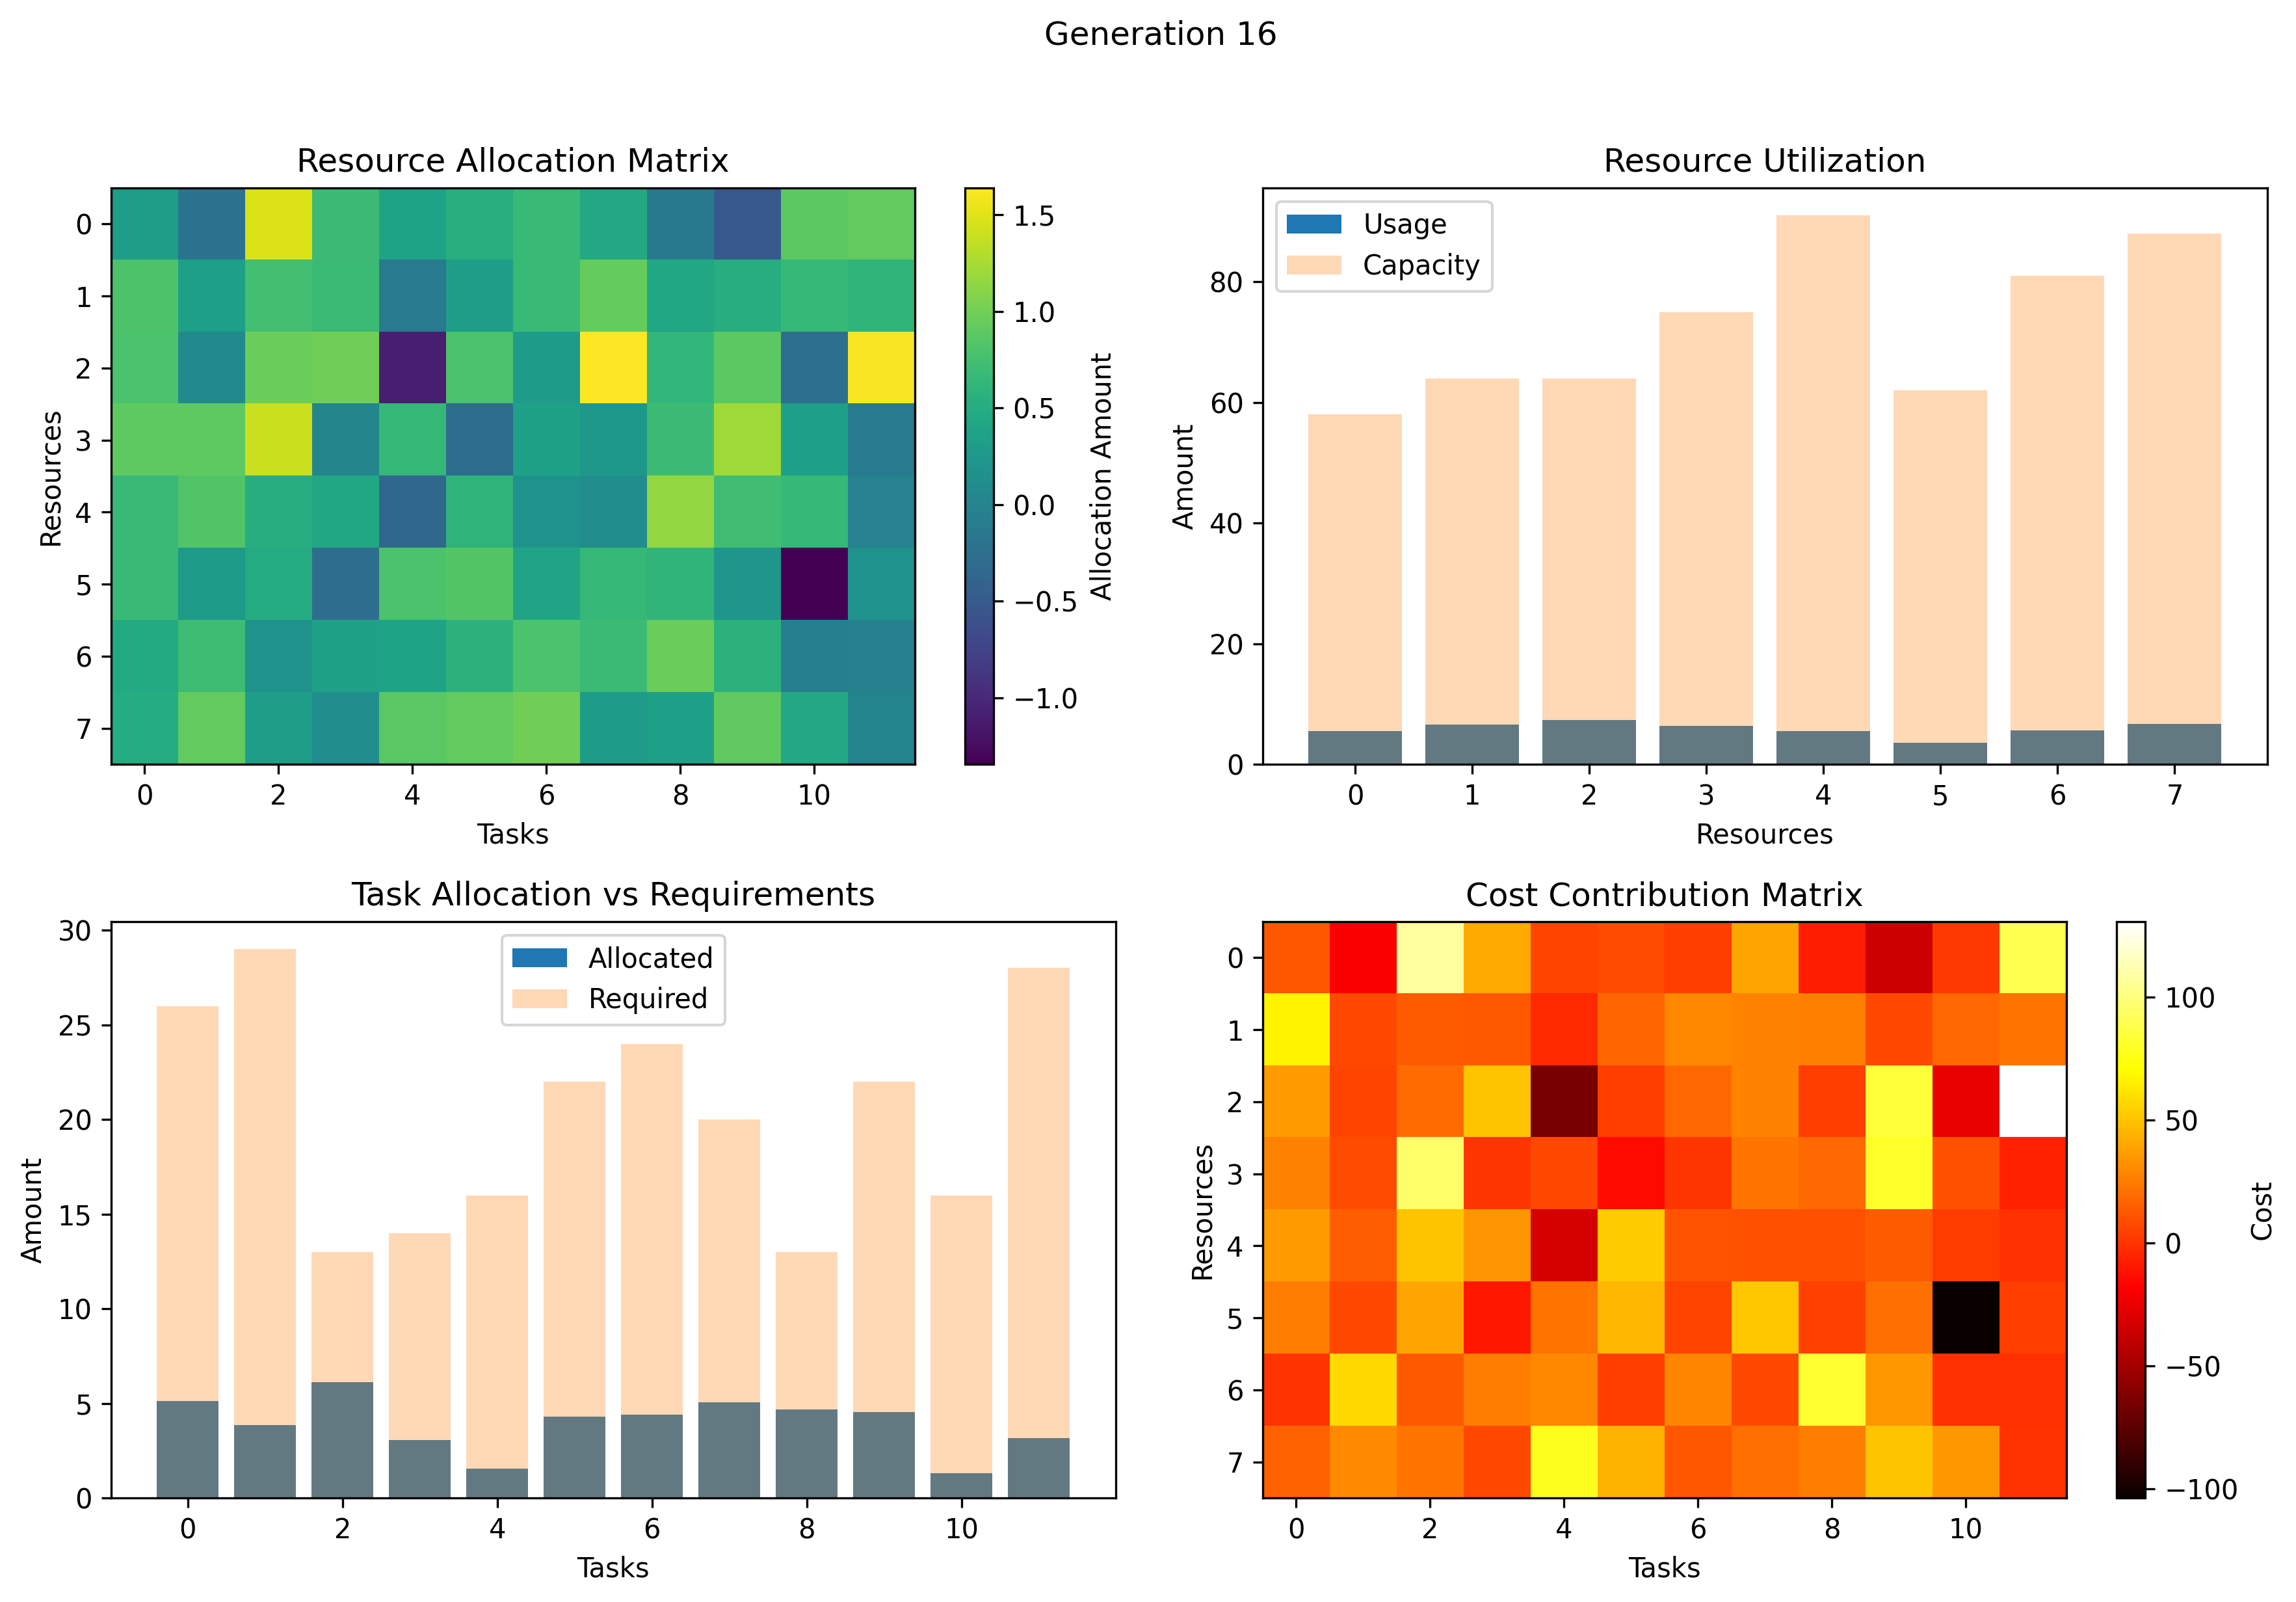 Generation 16
Resource Allocation Matrix
Resources
0
1
2
3
4
5
6
7
0 2 4 6 8 10
Tasks
1.5
1.0
0.5
0.0
−0.5
−1.0
Allocation Amount
Resource Utilization
Usage
Capacity
Amount
80
60
40
20
0
0 1 2 3 4 5 6 7
Resources
Task Allocation vs Requirements
Allocated
Required
Amount
30
25
20
15
10
5
0
0 2 4 6 8 10
Tasks
Cost Contribution Matrix
Resources
0
1
2
3
4
5
6
7
0 2 4 6 8 10
Tasks
100
50
0
−50
−100
Cost